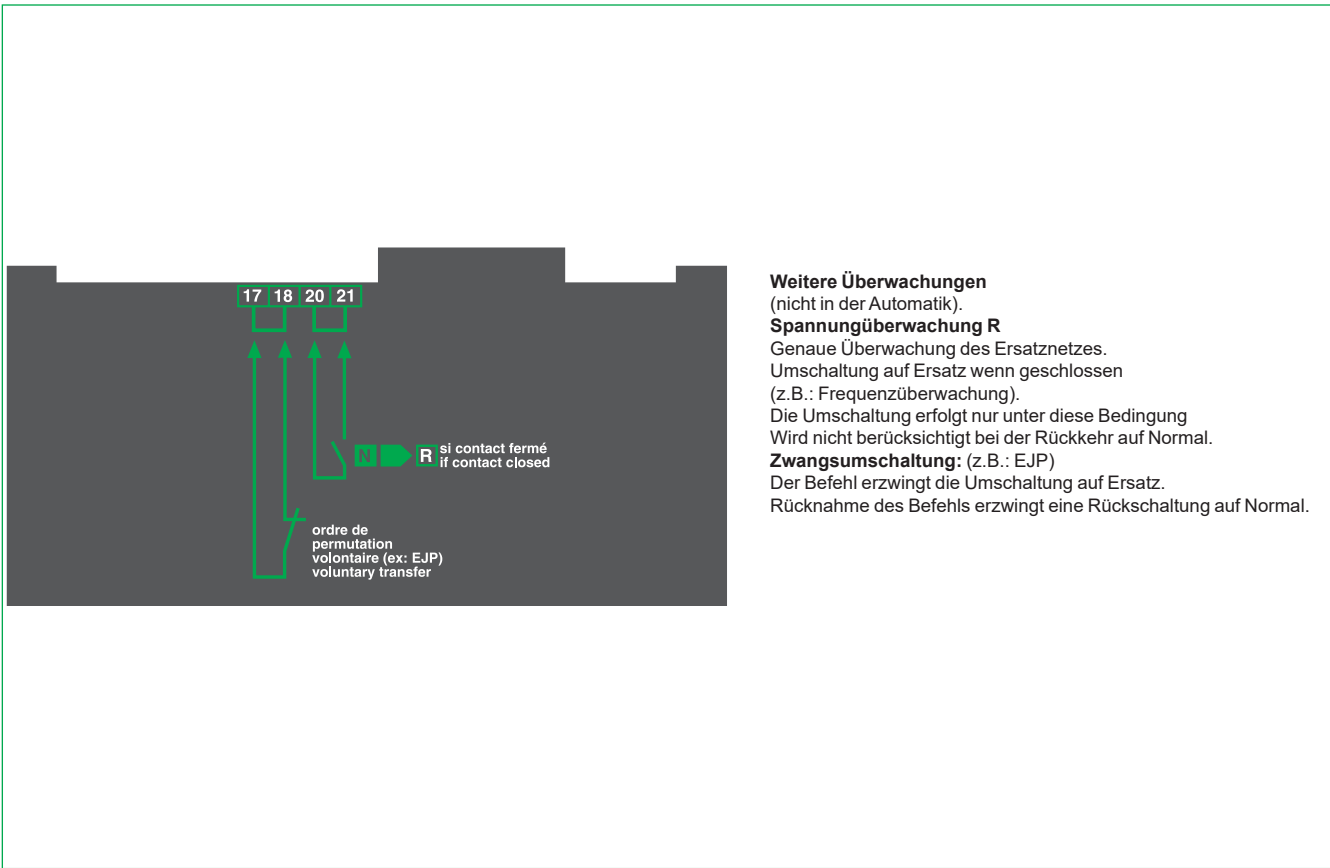 17 18 20 21
N R si contact fermé
if contact closed
ordre de
permutation
volontaire (ex: EJP)
voluntary transfer
Weitere Überwachungen
(nicht in der Automatik).
Spannungüberwachung R
Genaue Überwachung des Ersatznetzes.
Umschaltung auf Ersatz wenn geschlossen
(z.B.: Frequenzüberwachung).
Die Umschaltung erfolgt nur unter diese Bedingung
Wird nicht berücksichtigt bei der Rückkehr auf Normal.
Zwangsumschaltung: (z.B.: EJP)
Der Befehl erzwingt die Umschaltung auf Ersatz.
Rücknahme des Befehls erzwingt eine Rückschaltung auf Normal.